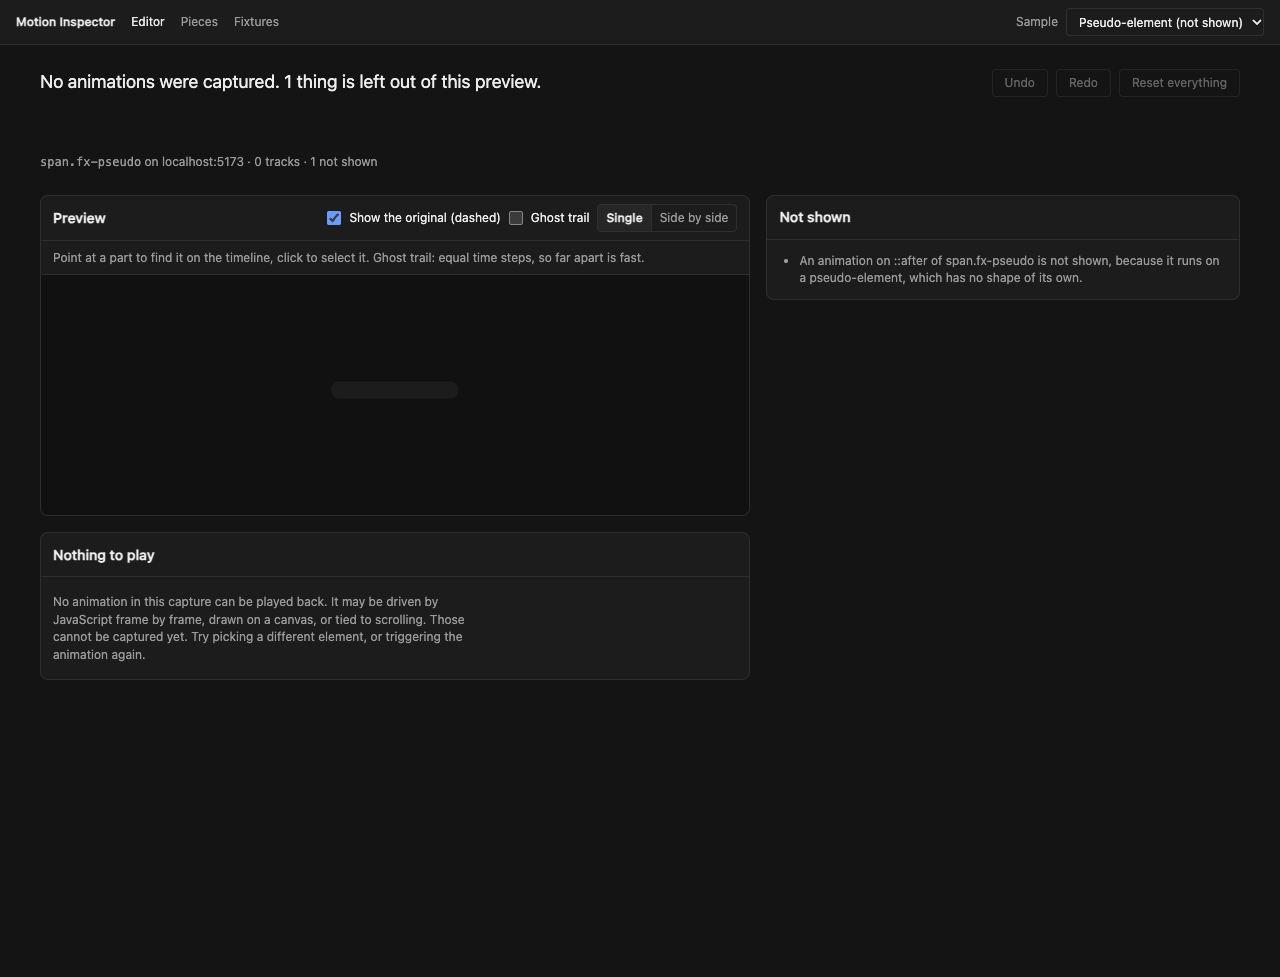 Motion Inspector Editor Pieces Fixtures Sample Pseudo-element (not shown)
No animations were captured. 1 thing is left out of this preview. Undo Redo Reset everything
span.fx-pseudo on localhost:5173 · 0 tracks · 1 not shown
Preview Show the original (dashed) Ghost trail Single Side by side
Point at a part to find it on the timeline, click to select it. Ghost trail: equal time steps, so far apart is fast.
Not shown
• An animation on ::after of span.fx-pseudo is not shown, because it runs on
a pseudo-element, which has no shape of its own.
Nothing to play
No animation in this capture can be played back. It may be driven by
JavaScript frame by frame, drawn on a canvas, or tied to scrolling. Those
cannot be captured yet. Try picking a different element, or triggering the
animation again.